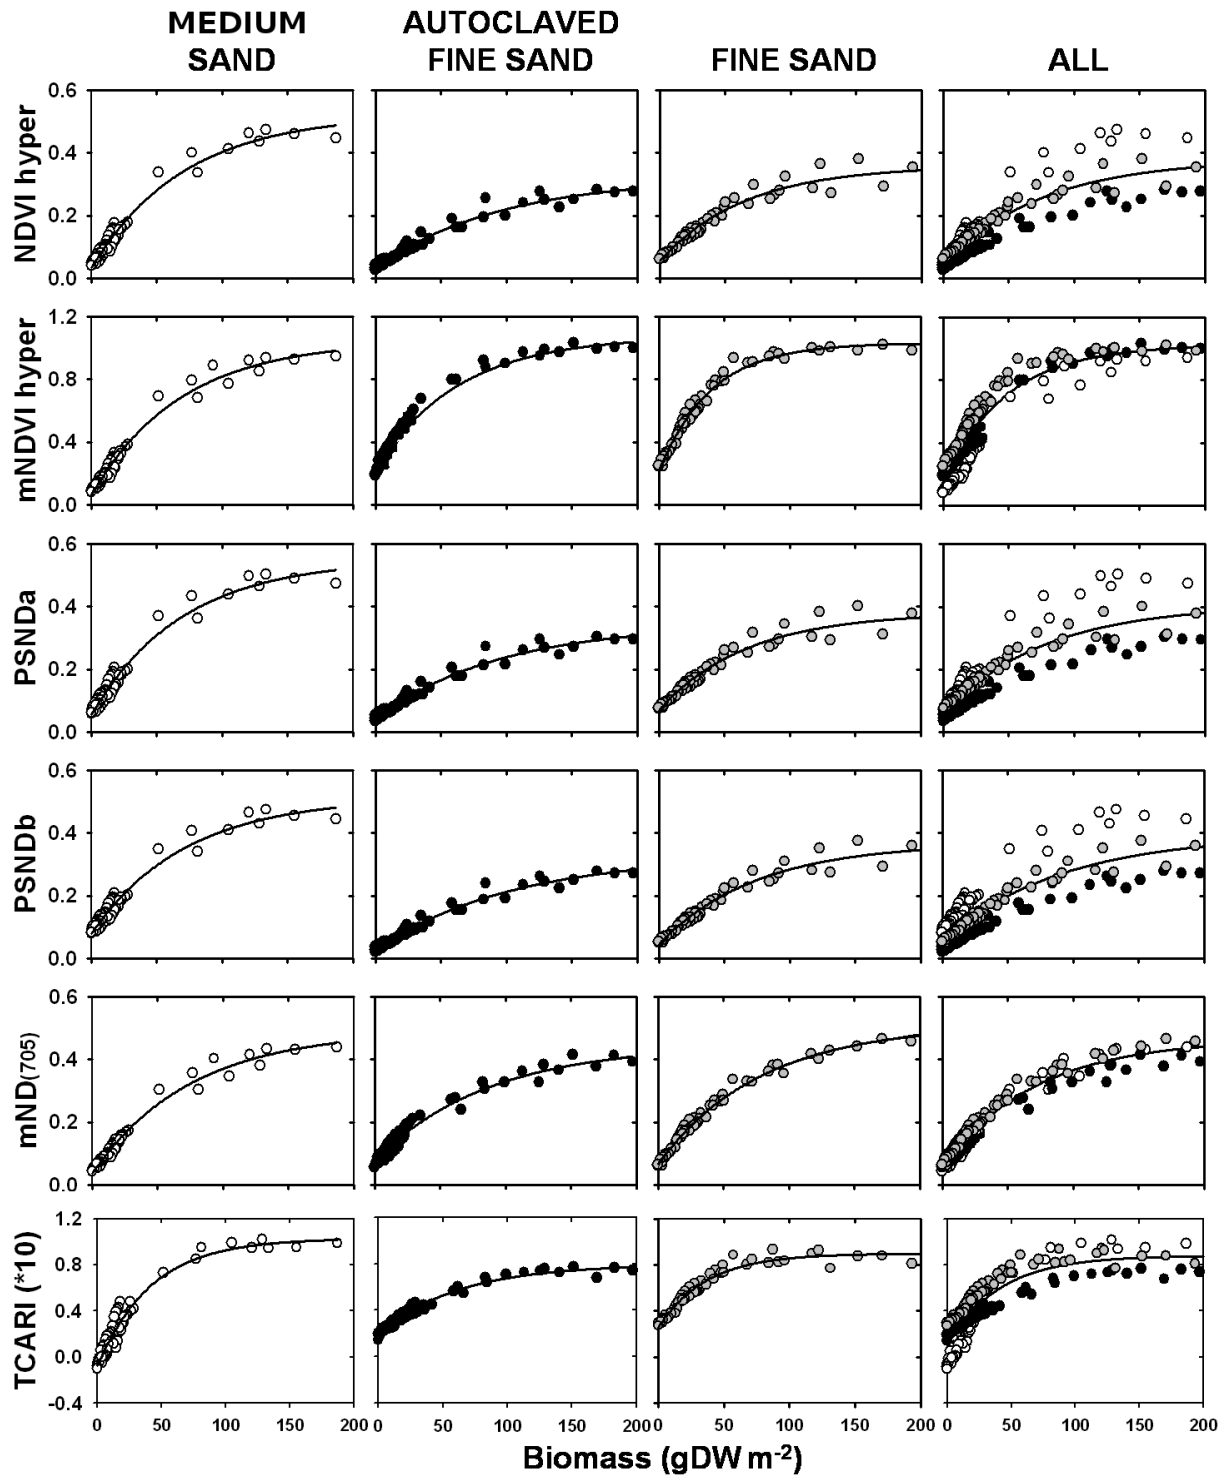 MEDIUM SAND
AUTOCLAVED FINE SAND
FINE SAND
ALL
NDVI hyper
0.6
0.4
0.2
0.0
mNDVI hyper
1.2
0.8
0.4
0.0
PSNDa
0.6
0.4
0.2
0.0
PSNDb
0.6
0.4
0.2
0.0
mND(705)
0.6
0.4
0.2
0.0
TCARI (*10)
1.2
0.8
0.4
0.0
-0.4
0 50 100 150 200
0 50 100 150 200
0 50 100 150 200
0 50 100 150 200
Biomass (gDW m-2)